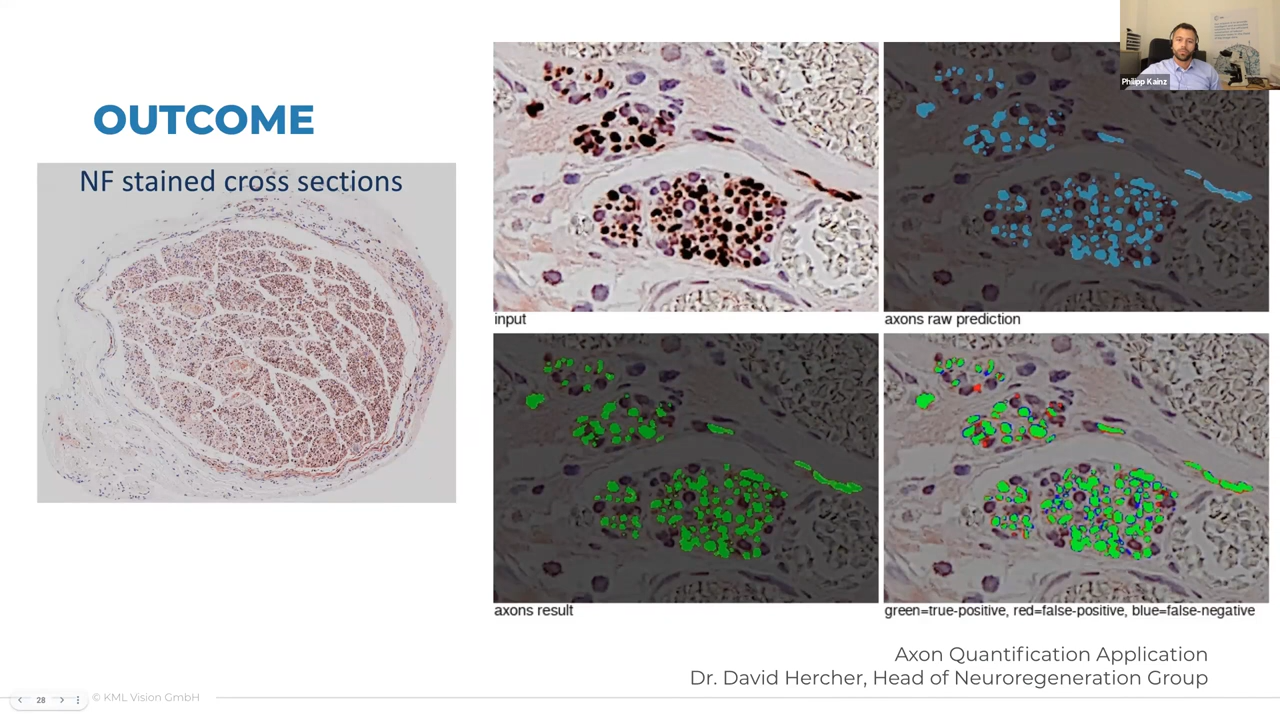 OUTCOME
NF stained cross sections
input
axons raw prediction
axons result
green=true-positive, red=false-positive, blue=false-negative
Axon Quantification Application
Dr. David Hercher, Head of Neuroregeneration Group
28
© KML Vision GmbH
Philipp Kainz